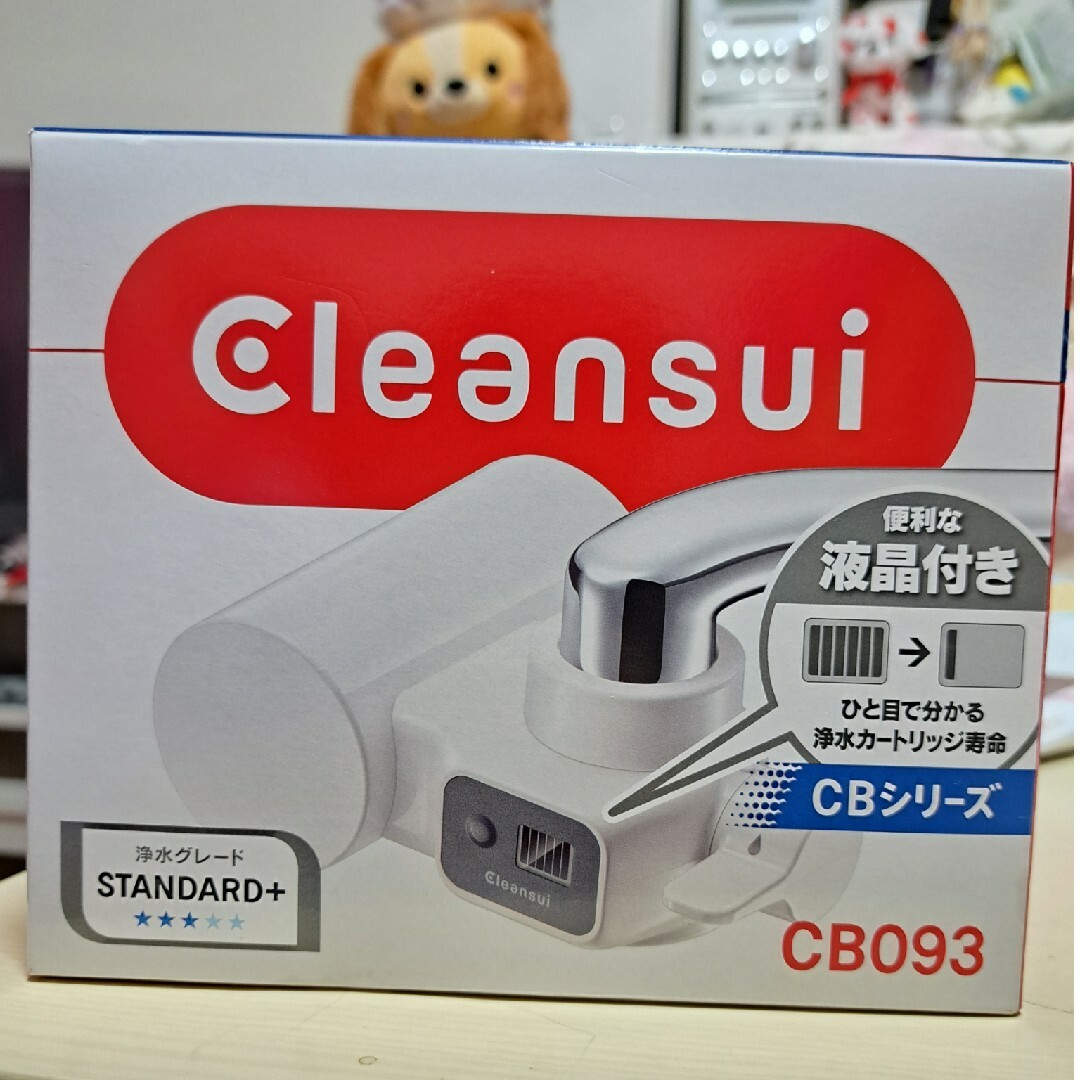 Cleansui
便利な
液晶付き
ひと目で分かる
浄水カートリッジ寿命
CBシリーズ
Cleansui
浄水グレード
STANDARD+
CB093